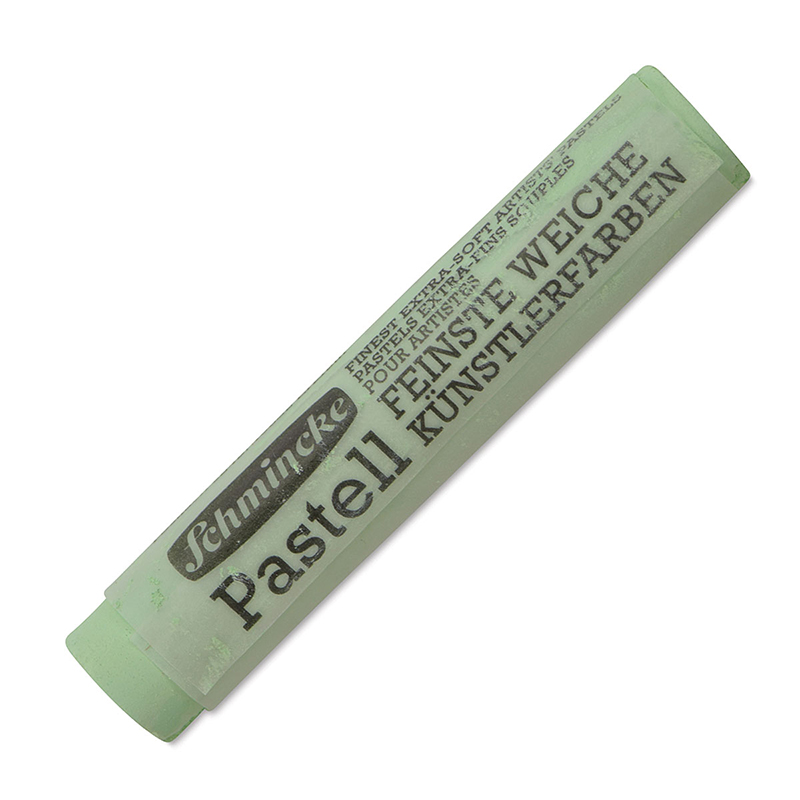 Schmincke
Pastell
FINEST EXTRA-SOFT ARTISTS' PASTELS
PASTELS EXTRA-FINS SOUPLES
POUR ARTISTES
FEINSTE, WEICHE
KÜNSTLERFARBEN